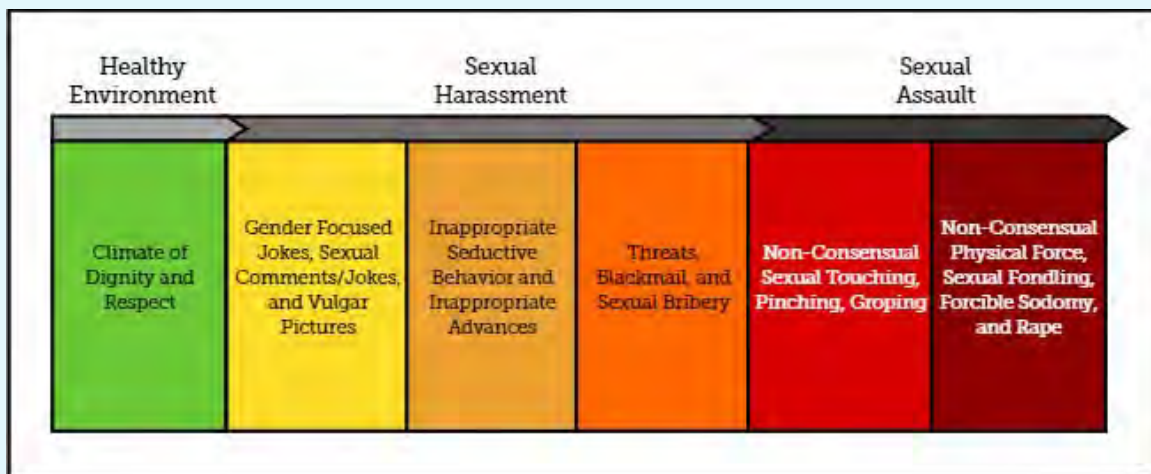 Healthy
Environment
Sexual
Harassment
Sexual
Assault
Climate of
Dignity and
Respect
Gender Focused
Jokes, Sexual
Comments/Jokes,
and Vulgar
Pictures
Inappropriate
Seductive
Behavior and
Inappropriate
Advances
Threats,
Blackmail, and
Sexual Bribery
Non-Consensual
Sexual Touching,
Pinching, Groping
Non-Consensual
Physical Force,
Sexual Fondling,
Forcible Sodomy,
and Rape